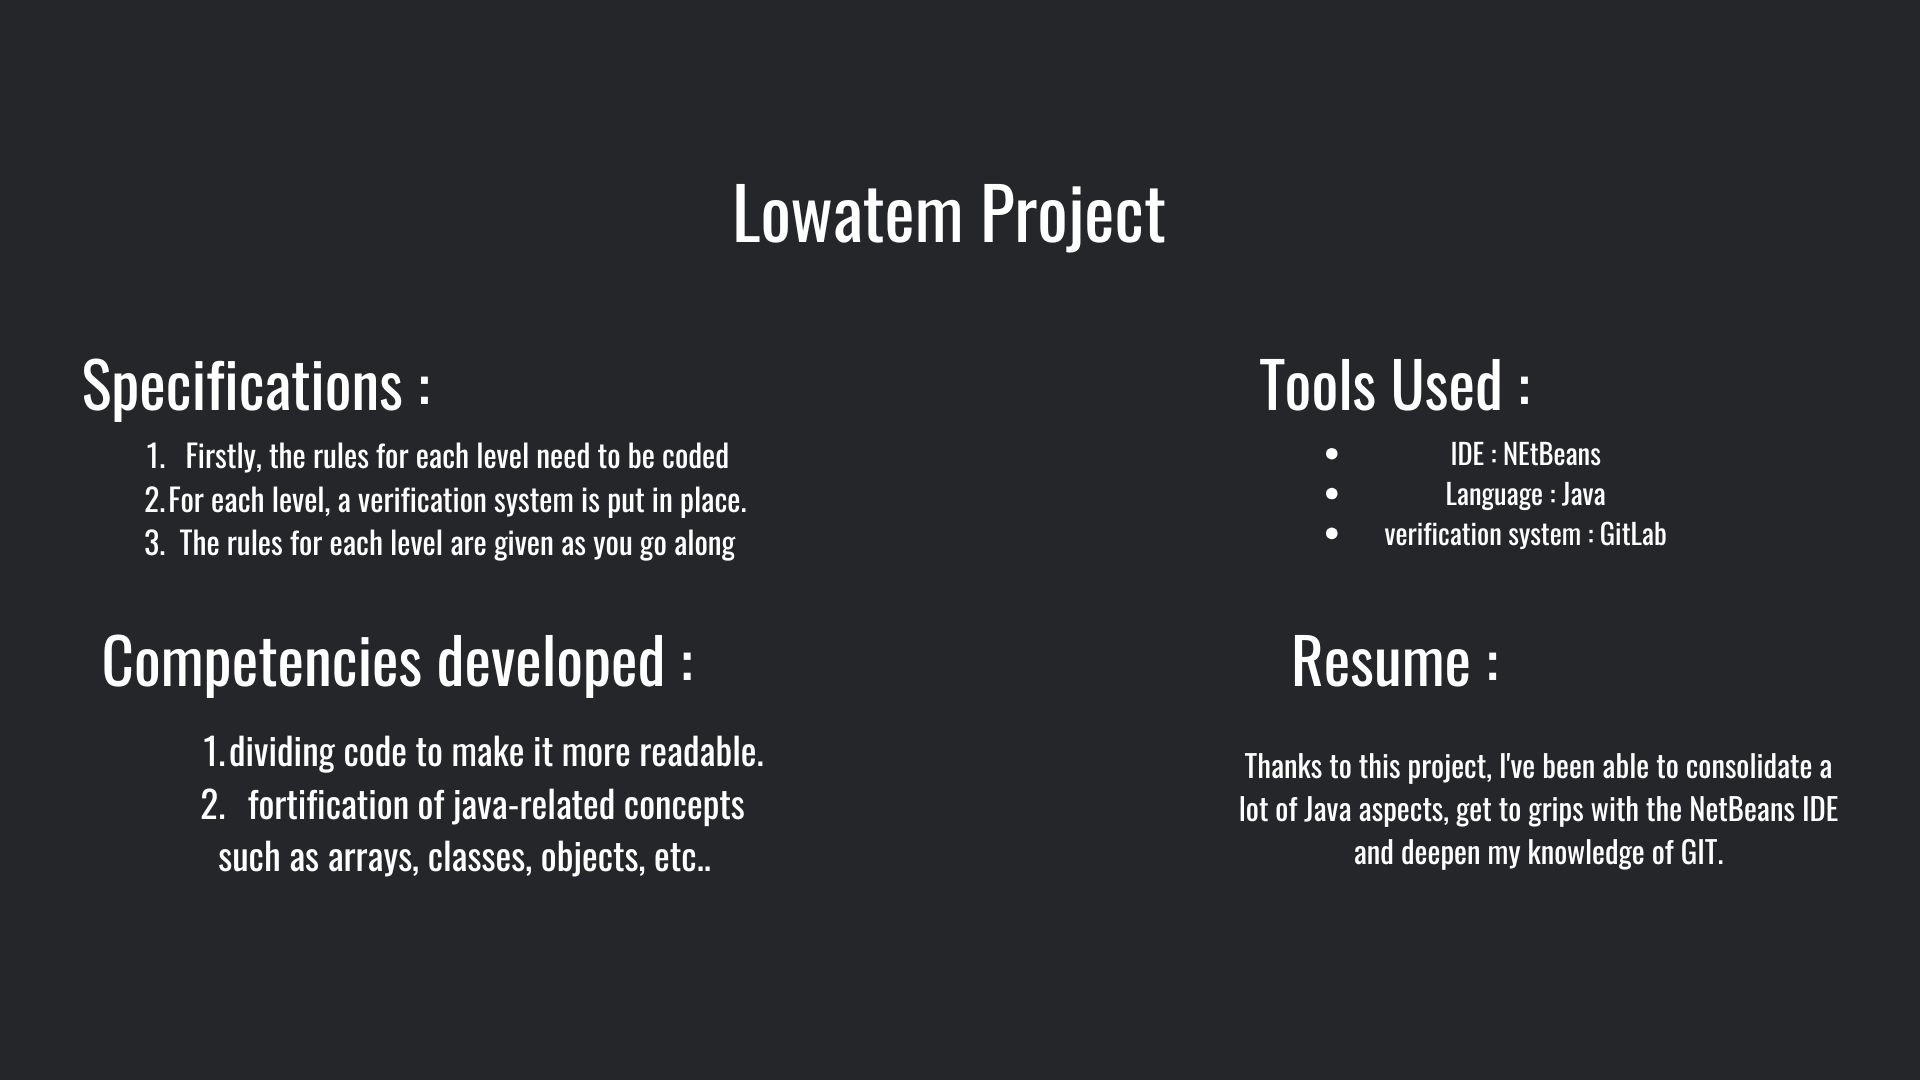 Lowatem Project
Specifications :
1. Firstly, the rules for each level need to be coded
2. For each level, a verification system is put in place.
3. The rules for each level are given as you go along
Tools Used :
• IDE : NEtBeans
• Language : Java
• verification system : GitLab
Competencies developed :
1. dividing code to make it more readable.
2. fortification of java-related concepts
such as arrays, classes, objects, etc..
Resume :
Thanks to this project, I've been able to consolidate a
lot of Java aspects, get to grips with the NetBeans IDE
and deepen my knowledge of GIT.